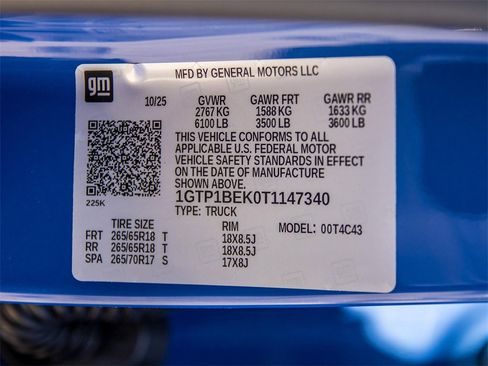 gm
MFD BY GENERAL MOTORS LLC
10/25 GVWR GAWR FRT GAWR RR
2767 KG 1588 KG 1633 KG
6100 LB 3500 LB 3600 LB
THIS VEHICLE CONFORMS TO ALL
APPLICABLE U.S. FEDERAL MOTOR
VEHICLE SAFETY STANDARDS IN EFFECT
ON THE DATE OF MANUFACTURE
SHOWN ABOVE.
225K
1GTP1BEK0T1147340
TYPE: TRUCK
TIRE SIZE RIM MODEL: 00T4C43
FRT 265/65R18 T 18X8.5J
RR 265/65R18 T 18X8.5J
SPA 265/70R17 S 17X8J